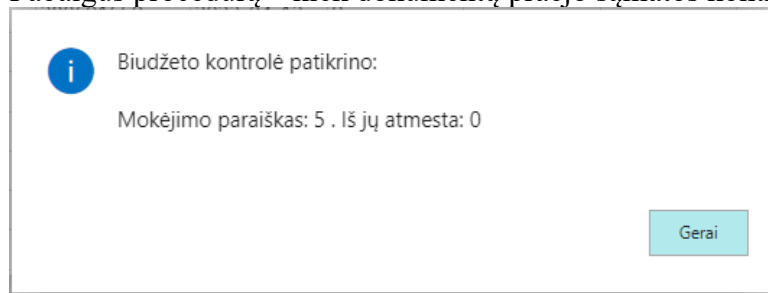 Biudžeto kontrolė patikrino:
Mokėjimo paraiškas: 5 . Iš jų atmesta: 0
Gerai